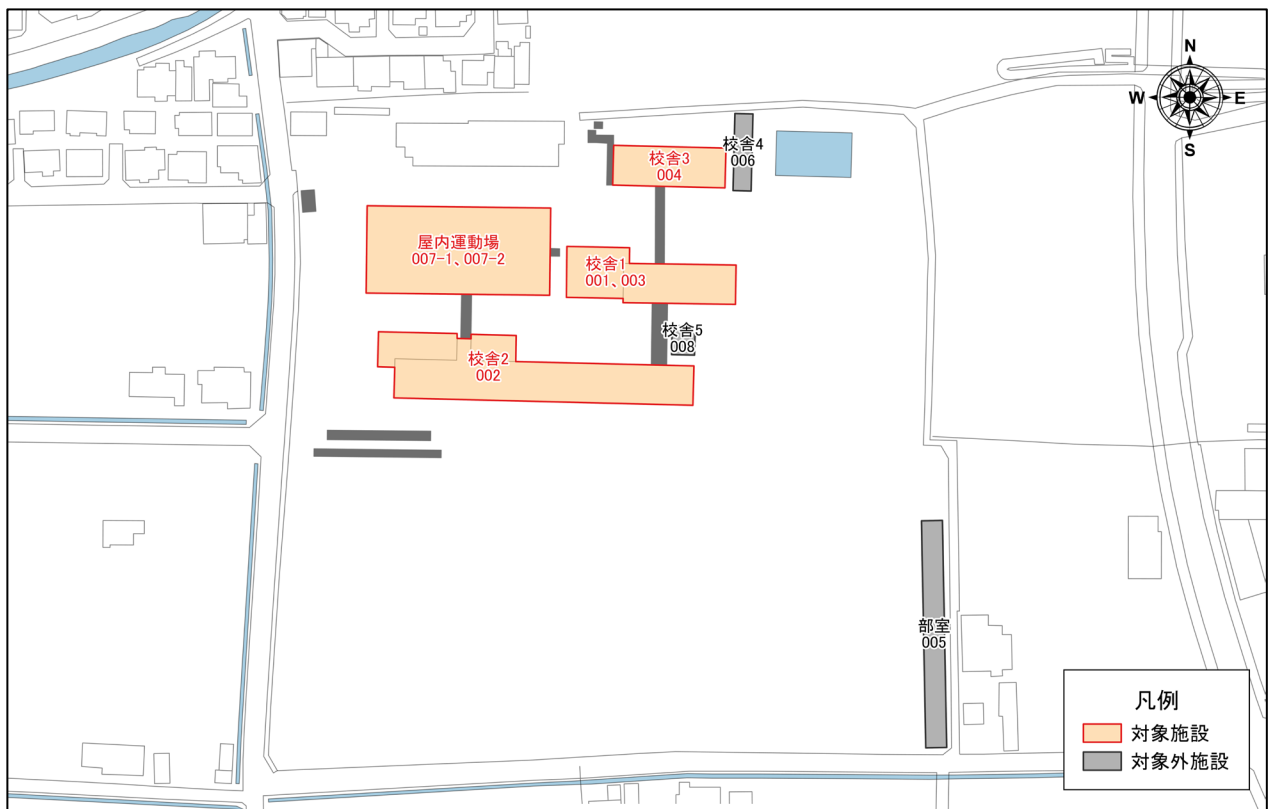 N
W
E
S
校舎4
006
校舎3
004
屋内運動場
007-1、007-2
校舎1
001、003
校舎5
008
校舎2
002
部室
005
凡例
対象施設
対象外施設